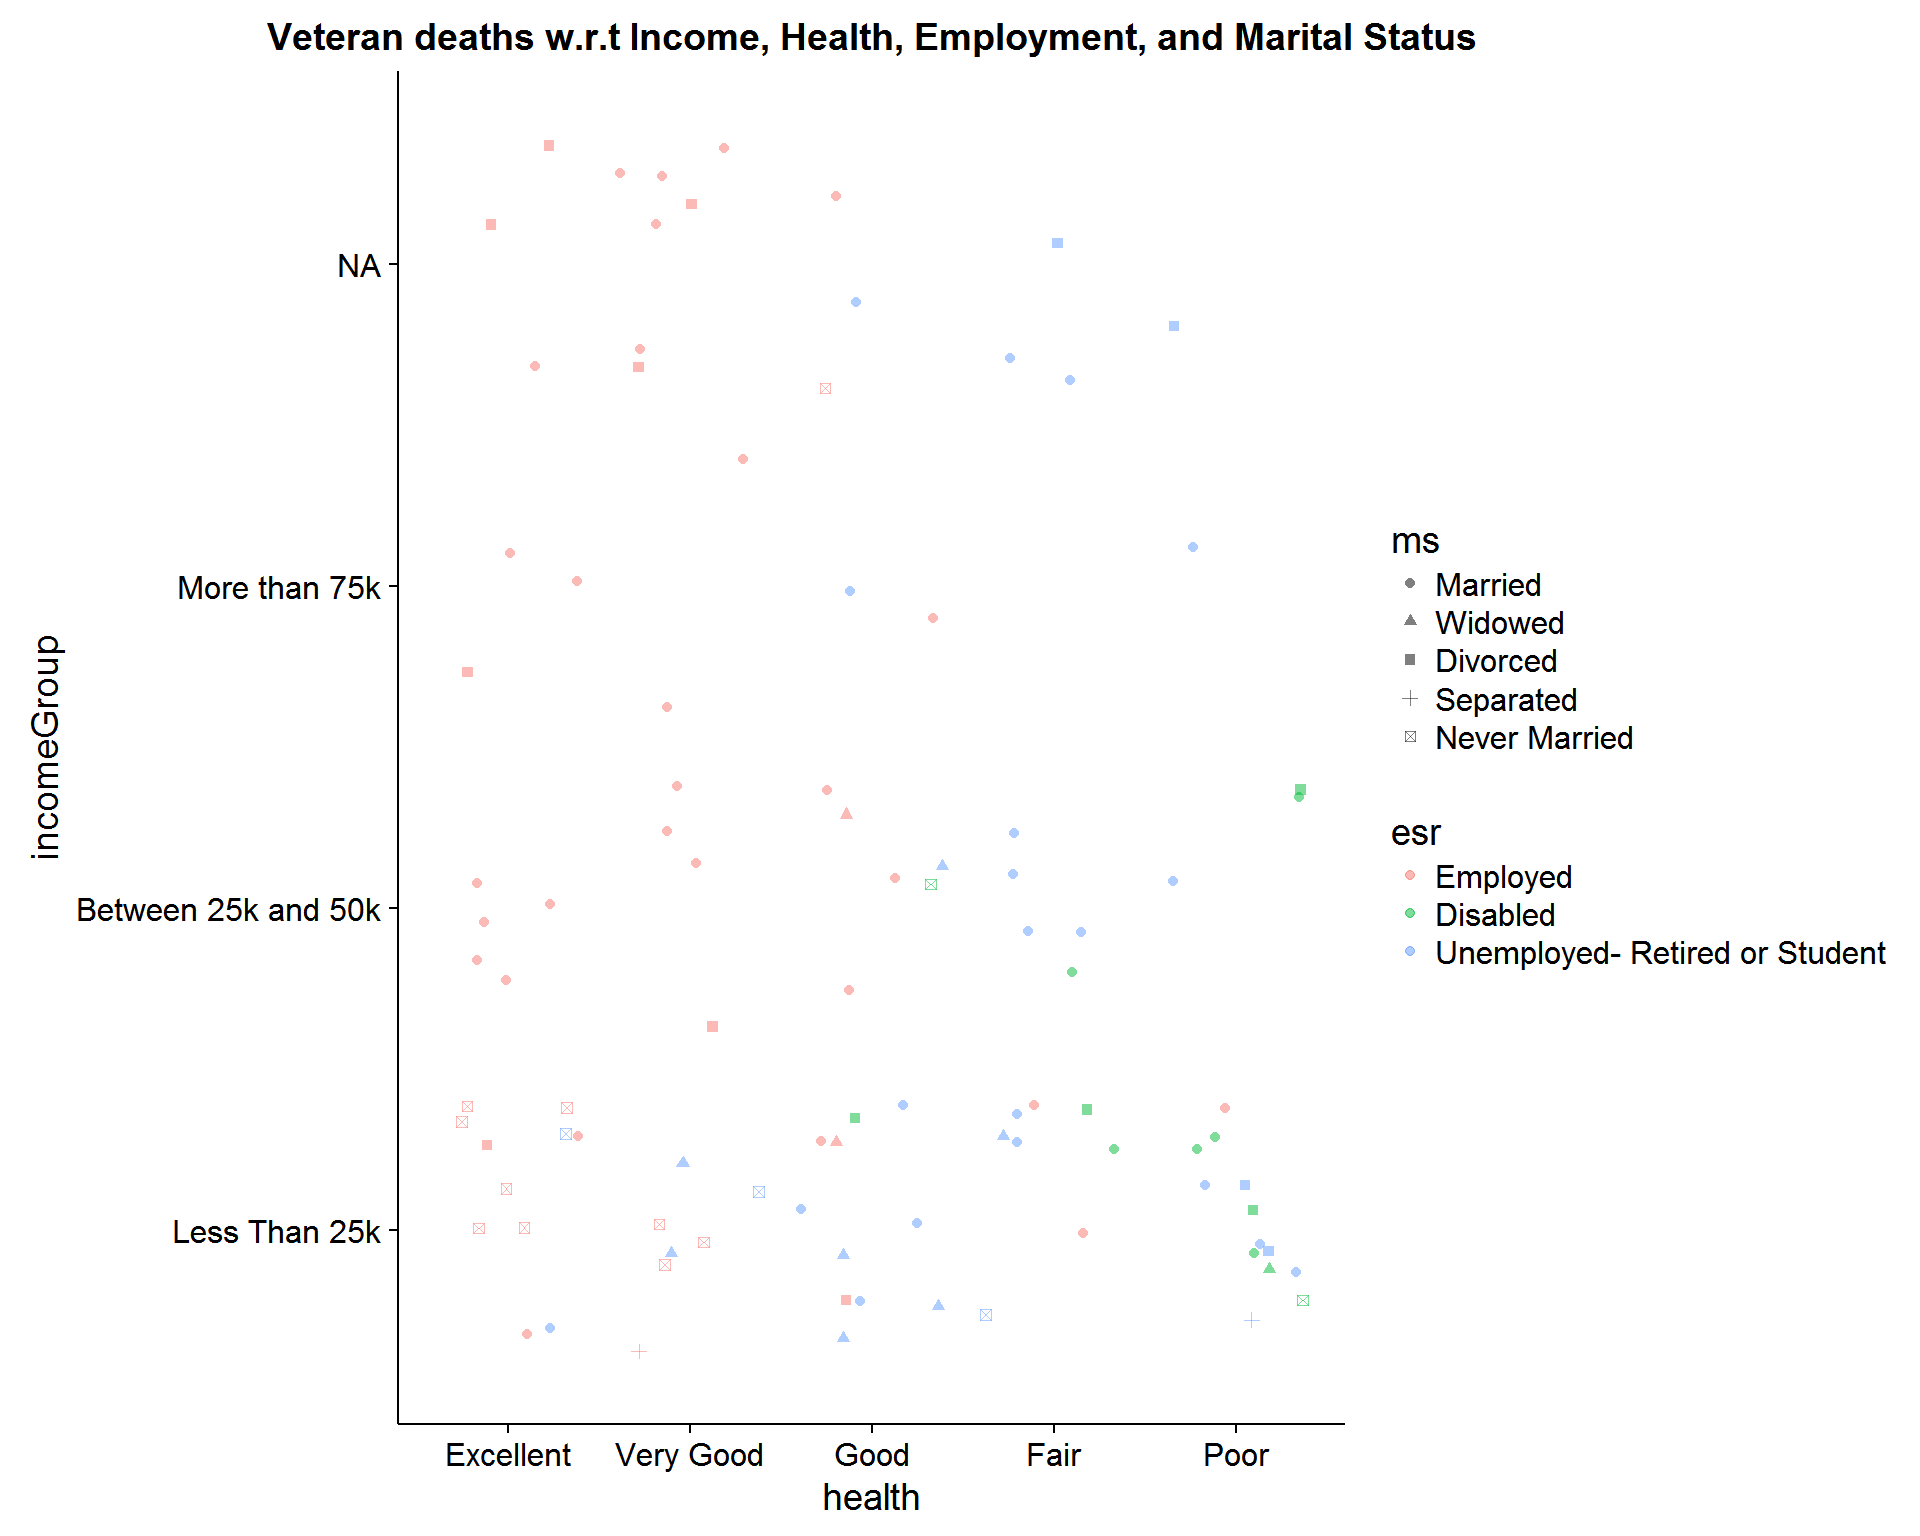 Veteran deaths w.r.t Income, Health, Employment, and Marital Status
incomeGroup
NA
More than 75k
Between 25k and 50k
Less Than 25k
Excellent Very Good Good Fair Poor
health
ms
Married
Widowed
Divorced
Separated
Never Married
esr
Employed
Disabled
Unemployed- Retired or Student